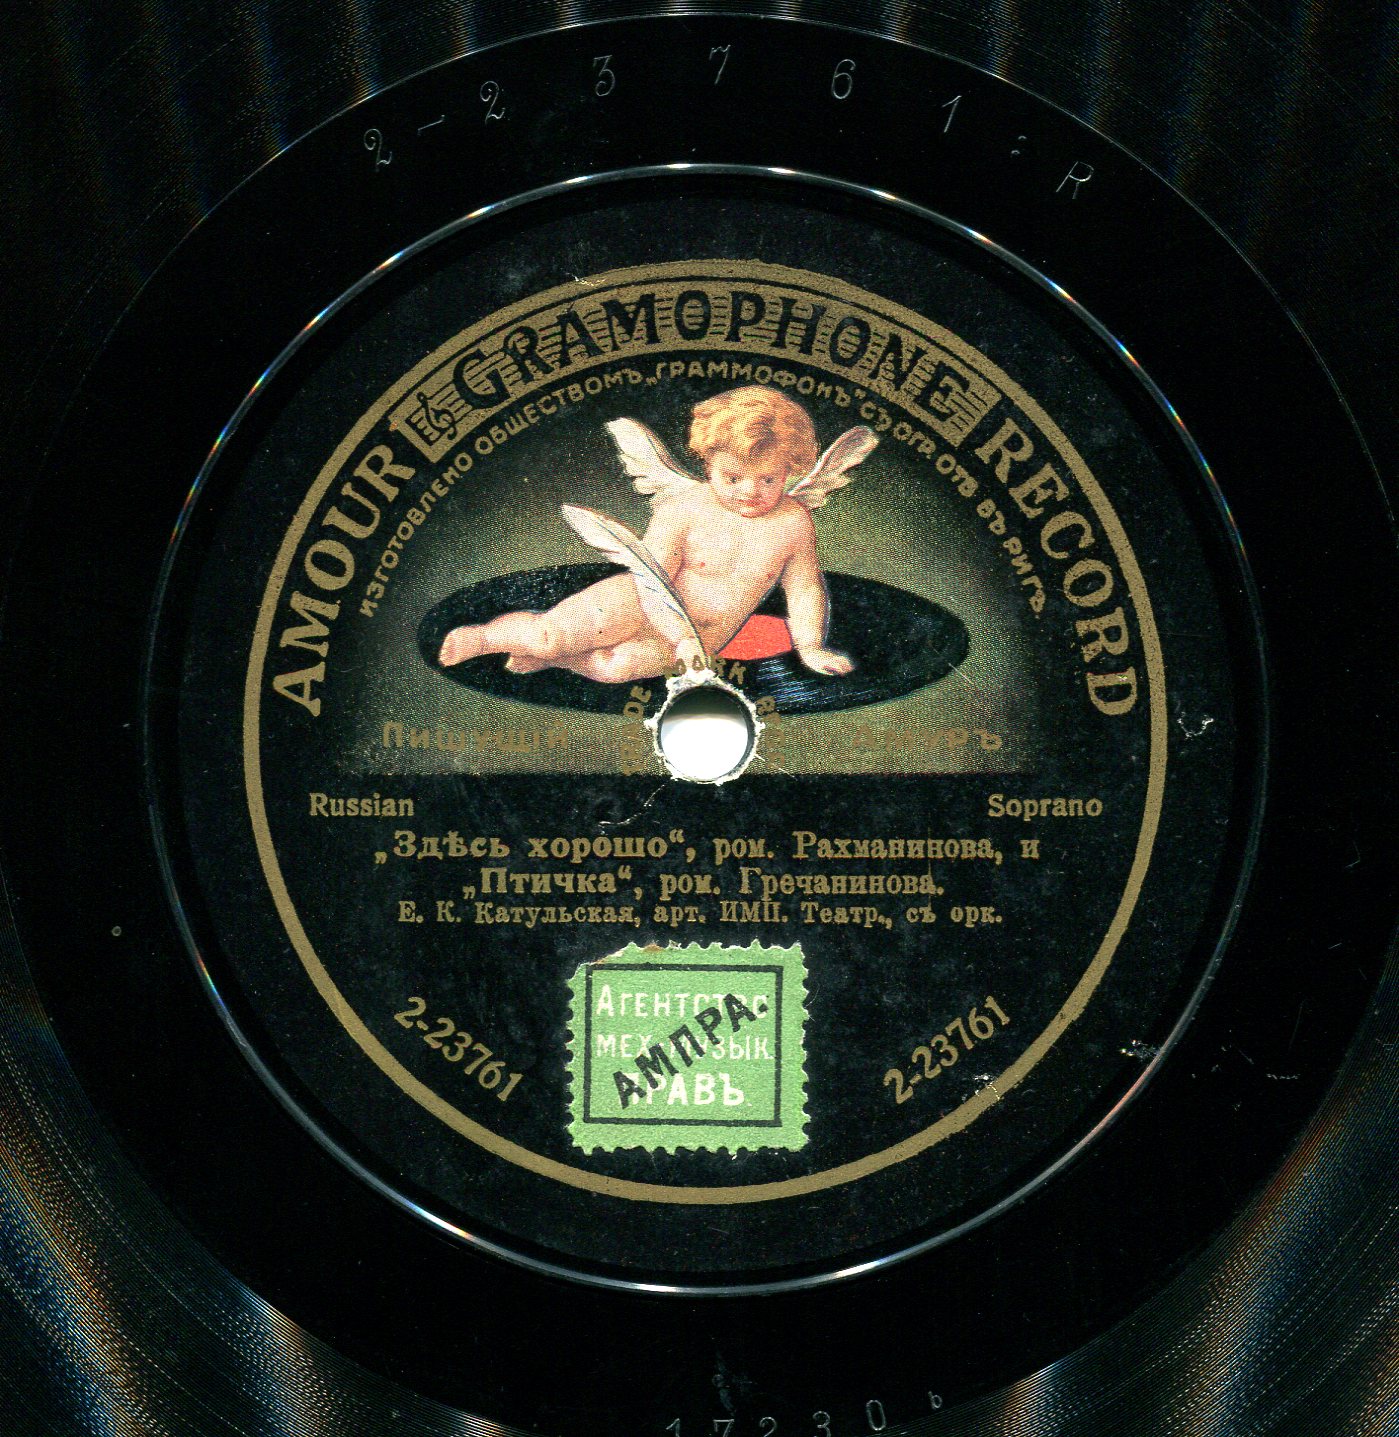 2-23761:R
AMOUR GRAMOPHONE RECORD
ИЗГОТОВЛЕНО ОБЩЕСТВОМЪ „ГРАММОФОНЪ“ СЪ ОГР. ОТВ. ВЪ РИГѢ.
Пишущій Амуръ
Russian Soprano
„Здѣсь хорошо“, ром. Рахманинова, и
„Птичка“, ром. Гречанинова.
Е. К. Катульская, арт. ИМП. Театр., съ орк.
2-23761 2-23761
АГЕНТСТВО
МЕХ. МУЗЫК.
ПРАВЪ
АМПРА.
17230 b